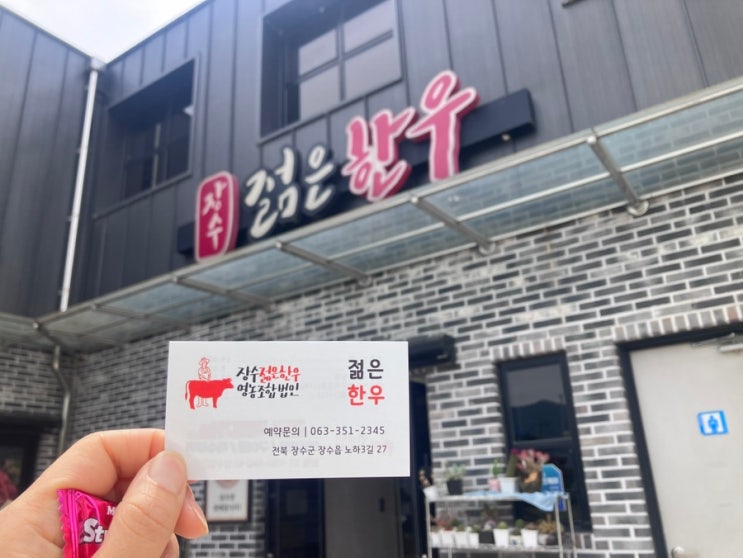 장수
젊은한우
장수젊은한우
영농조합법인
젊은
한우
예약문의 | 063-351-2345
전북 장수군 장수읍 노하3길 27